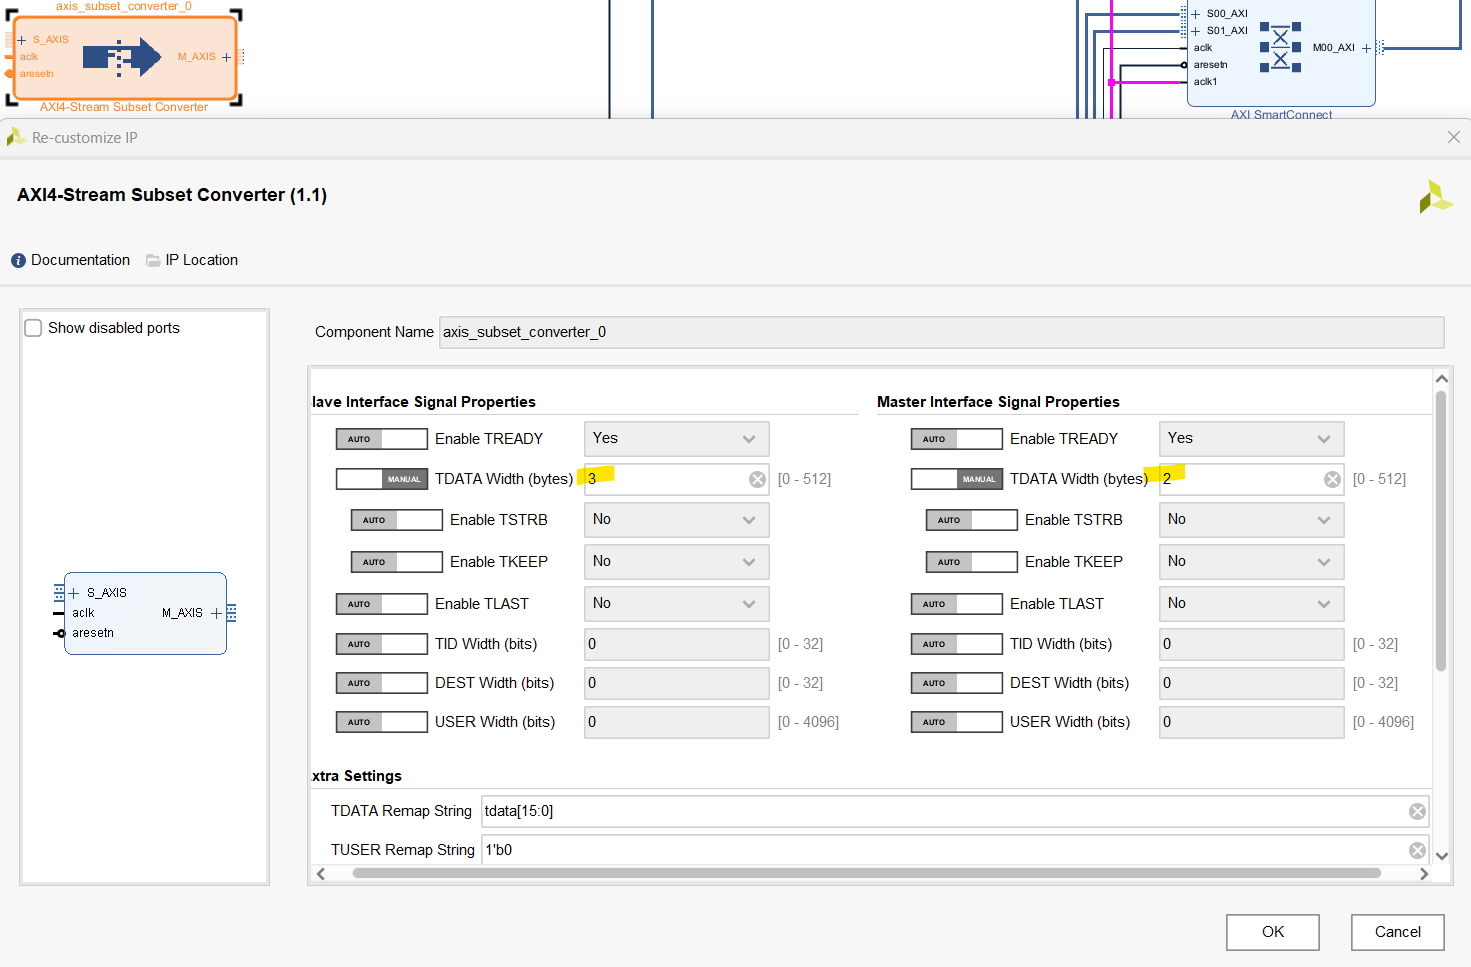 axis_subset_converter_0
S_AXIS
aclk
aresetn
M_AXIS
AXI4-Stream Subset Converter
S00_AXI
S01_AXI
aclk
aresetn
aclk1
M00_AXI
AXI SmartConnect
Re-customize IP
AXI4-Stream Subset Converter (1.1)
Documentation IP Location
Show disabled ports
S_AXIS
aclk
aresetn
M_AXIS
Component Name axis_subset_converter_0
lave Interface Signal Properties
AUTO Enable TREADY Yes
MANUAL TDATA Width (bytes) 3 [0 - 512]
AUTO Enable TSTRB No
AUTO Enable TKEEP No
AUTO Enable TLAST No
AUTO TID Width (bits) 0 [0 - 32]
AUTO DEST Width (bits) 0 [0 - 32]
AUTO USER Width (bits) 0 [0 - 4096]
Master Interface Signal Properties
AUTO Enable TREADY Yes
MANUAL TDATA Width (bytes) 2 [0 - 512]
AUTO Enable TSTRB No
AUTO Enable TKEEP No
AUTO Enable TLAST No
AUTO TID Width (bits) 0 [0 - 32]
AUTO DEST Width (bits) 0 [0 - 32]
AUTO USER Width (bits) 0 [0 - 4096]
xtra Settings
TDATA Remap String tdata[15:0]
TUSER Remap String 1'b0
OK Cancel